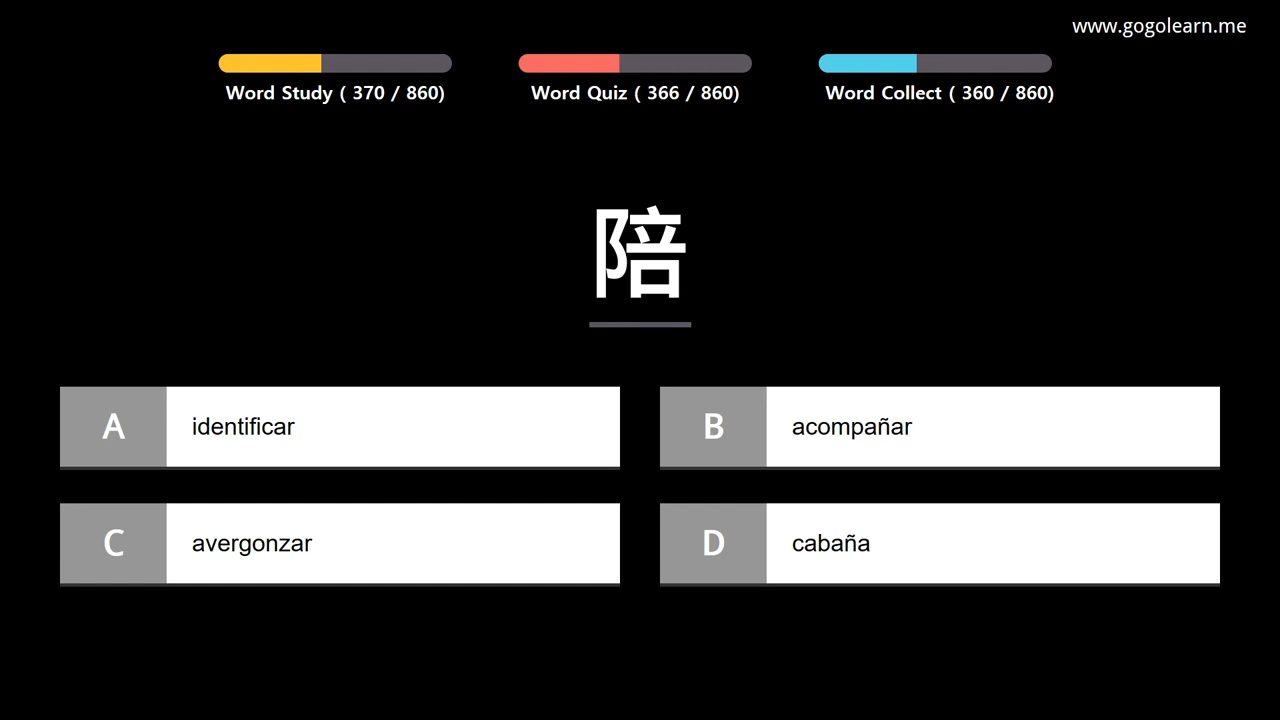 www.gogolearn.me
Word Study ( 370 / 860)
Word Quiz ( 366 / 860)
Word Collect ( 360 / 860)
陪
A identificar
B acompañar
C avergonzar
D cabaña